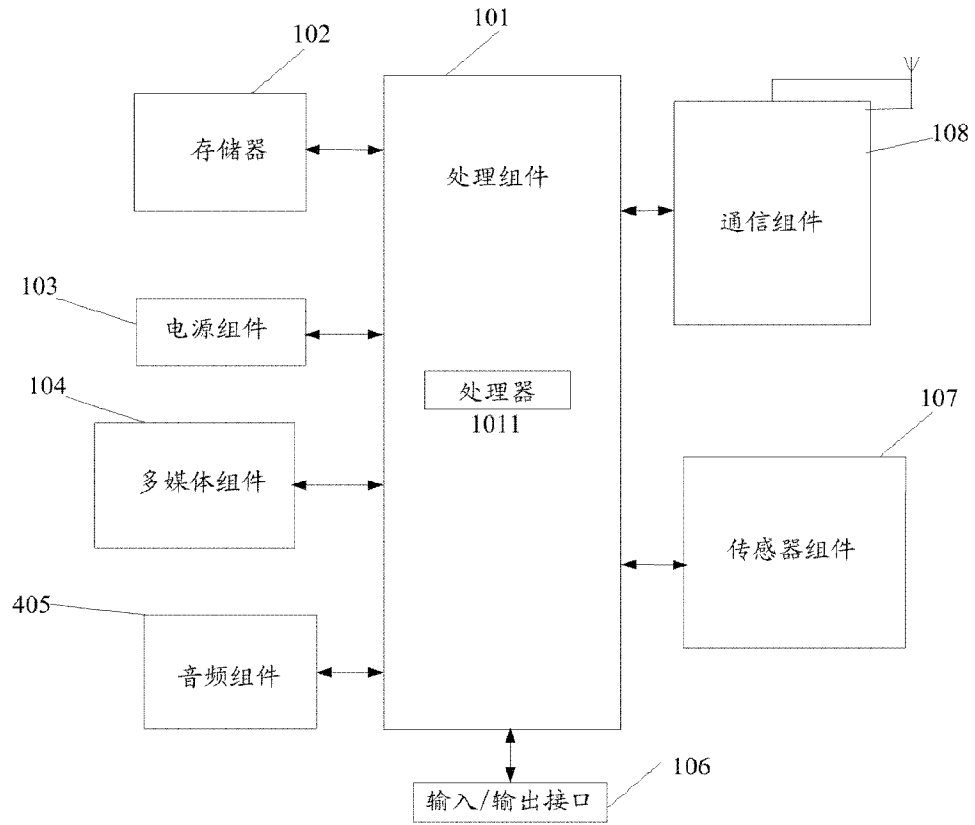 102
101
108
存储器
处理组件
通信组件
103
电源组件
处理器
1011
104
107
多媒体组件
传感器组件
405
音频组件
106
输入/输出接口